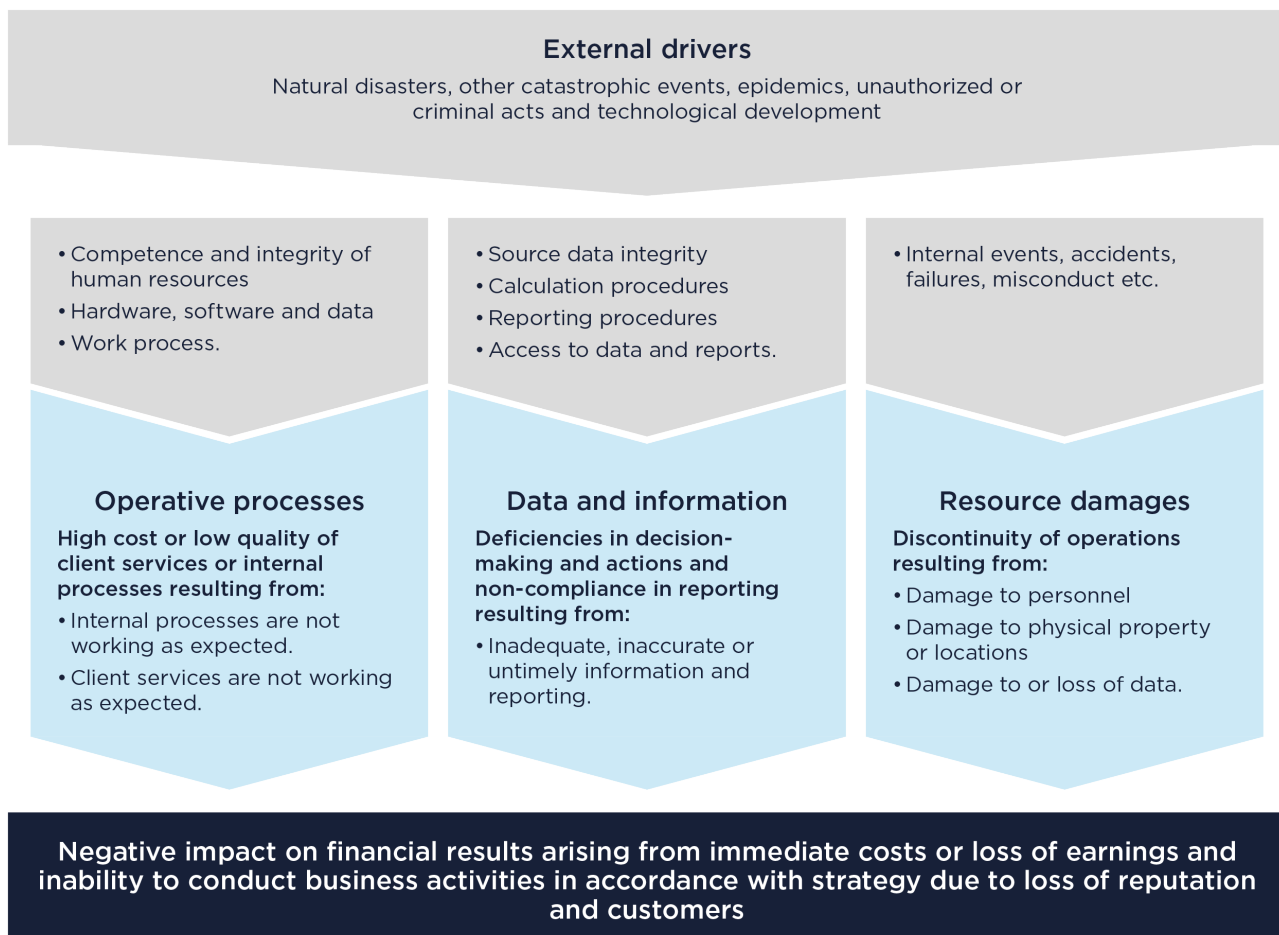 External drivers
Natural disasters, other catastrophic events, epidemics, unauthorized or
criminal acts and technological development
• Competence and integrity of
human resources
• Hardware, software and data
• Work process.
• Source data integrity
• Calculation procedures
• Reporting procedures
• Access to data and reports.
• Internal events, accidents,
failures, misconduct etc.
Operative processes
High cost or low quality of
client services or internal
processes resulting from:
• Internal processes are not
working as expected.
• Client services are not working
as expected.
Data and information
Deficiencies in decision-
making and actions and
non-compliance in reporting
resulting from:
• Inadequate, inaccurate or
untimely information and
reporting.
Resource damages
Discontinuity of operations
resulting from:
• Damage to personnel
• Damage to physical property
or locations
• Damage to or loss of data.
Negative impact on financial results arising from immediate costs or loss of earnings and
inability to conduct business activities in accordance with strategy due to loss of reputation
and customers